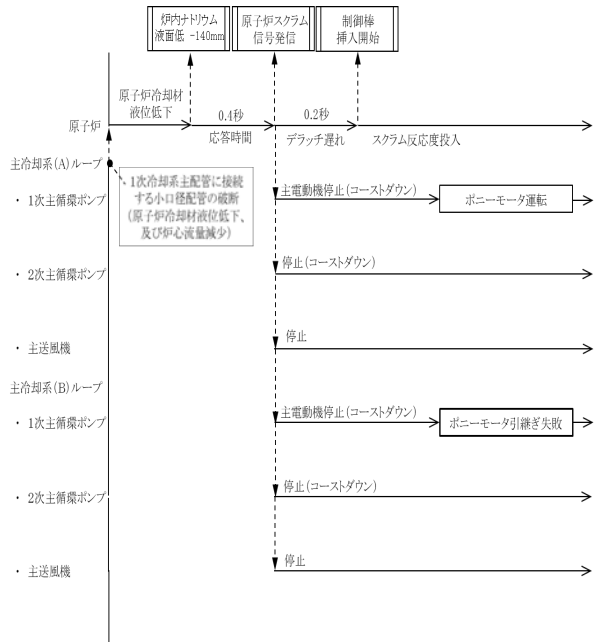 炉内ナトリウム
液面低 -140mm
原子炉スクラム
信号発信
制御棒
挿入開始
原子炉冷却材
液位低下
0.4秒
応答時間
0.2秒
デラッチ遅れ
スクラム反応度投入
原子炉
主冷却系(A)ループ
1次冷却系主配管に接続
する小口径配管の破断
(原子炉冷却材液位低下、
及び炉心流量減少)
・ 1次主循環ポンプ
主電動機停止(コーストダウン)
ポニーモータ運転
・ 2次主循環ポンプ
停止(コーストダウン)
・ 主送風機
停止
主冷却系(B)ループ
・ 1次主循環ポンプ
主電動機停止(コーストダウン)
ポニーモータ引継ぎ失敗
・ 2次主循環ポンプ
停止(コーストダウン)
・ 主送風機
停止